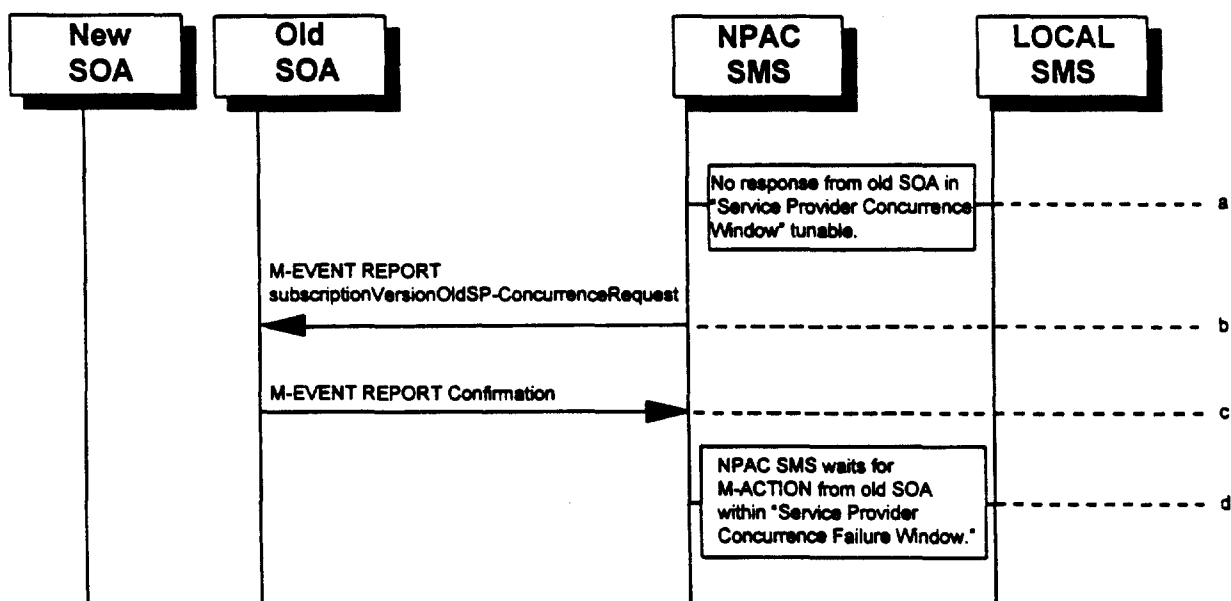 New
SOA
Old
SOA
NPAC
SMS
LOCAL
SMS
No response from old SOA in
"Service Provider Concurrence
Window" tunable.
a
M-EVENT REPORT
subscriptionVersionOldSP-ConcurrenceRequest
b
M-EVENT REPORT Confirmation
c
NPAC SMS waits for
M-ACTION from old SOA
within "Service Provider
Concurrence Failure Window."
d